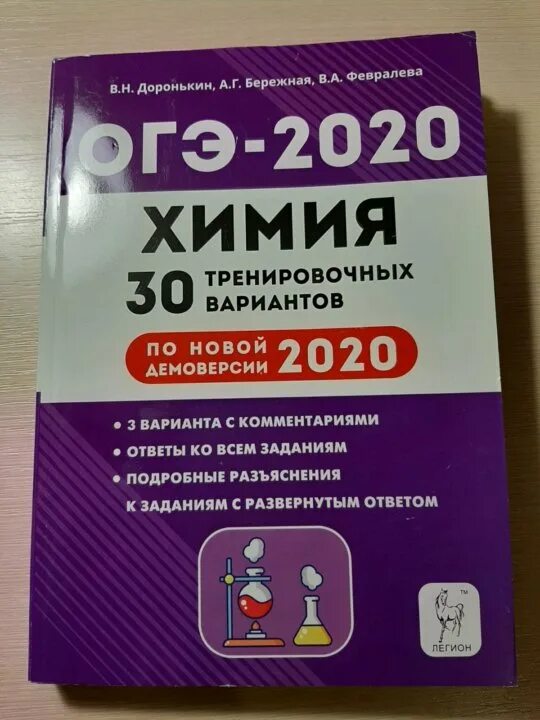 В.Н. Доронькин, А.Г. Бережная, В.А. Февралева
ОГЭ-2020
ХИМИЯ
30 ТРЕНИРОВОЧНЫХ
ВАРИАНТОВ
ПО НОВОЙ
ДЕМОВЕРСИИ 2020
• 3 ВАРИАНТА С КОММЕНТАРИЯМИ
• ОТВЕТЫ КО ВСЕМ ЗАДАНИЯМ
• ПОДРОБНЫЕ РАЗЪЯСНЕНИЯ
К ЗАДАНИЯМ С РАЗВЕРНУТЫМ ОТВЕТОМ
TM
ЛЕГИОН